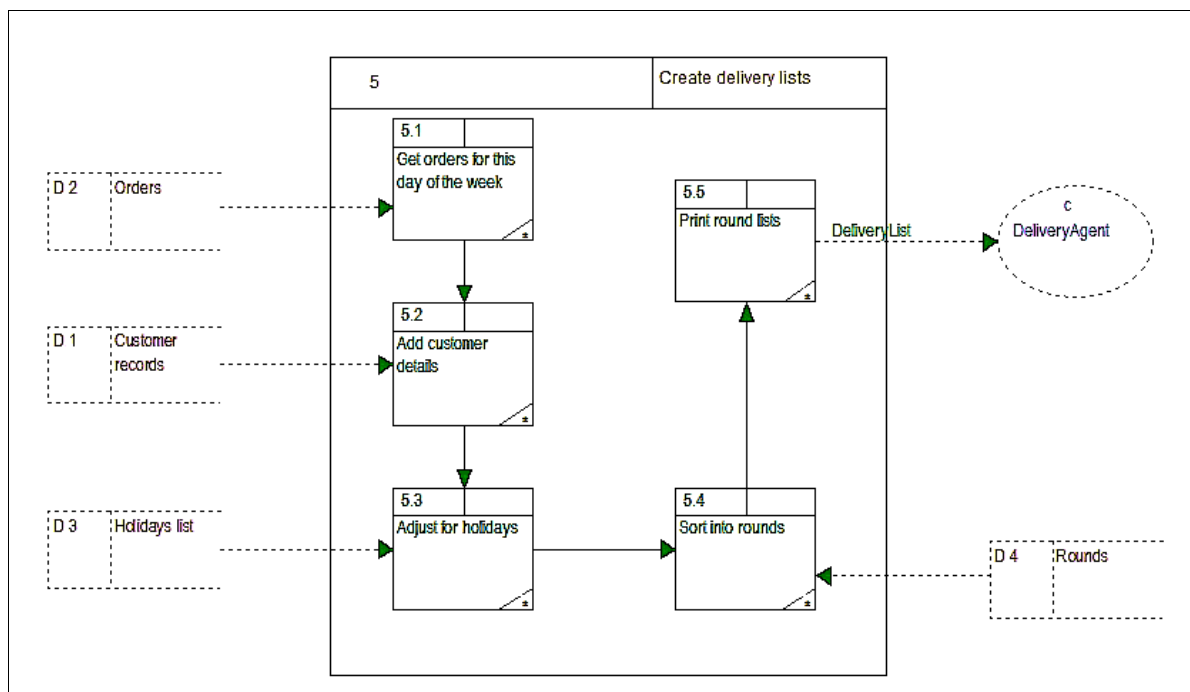 5
Create delivery lists
5.1
Get orders for this
day of the week
±
D 2
Orders
5.5
Print round lists
±
DeliveryList
c
DeliveryAgent
5.2
Add customer
details
±
D 1
Customer
records
5.3
Adjust for holidays
±
D 3
Holidays list
5.4
Sort into rounds
±
D 4
Rounds